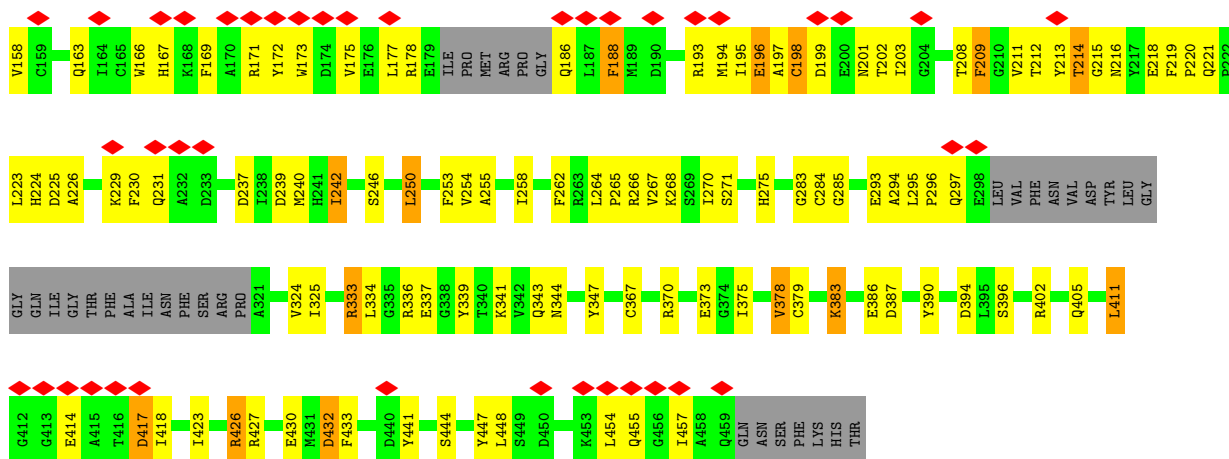 V158 C159 Q163 I164 C165 W166 H167 K168 F169 A170 R171 Y172 W173 D174 V175 E176 L177 R178 E179 ILE PRO MET ARG PRO GLY Q186 L187 F188 M189 D190 R193 M194 I195 E196 A197 C198 D199 E200 N201 T202 I203 G204 T208 F209 G210 V211 T212 Y213 T214 G215 N216 Y217 E218 F219 P220 Q221 P222
L223 H224 D225 A226 K229 F230 Q231 A232 D233 D237 I238 D239 M240 H241 I242 S246 L250 F253 V254 A255 I258 F262 R263 L264 P265 R266 V267 K268 S269 I270 S271 H275 G283 C284 G285 E293 A294 L295 P296 Q297 E298 LEU VAL PHE ASN VAL ASP TYR LEU GLY
GLY GLN ILE GLY THR PHE ALA ILE ASN PHE SER ARG PRO A321 V324 I325 R333 L334 G335 R336 E337 G338 Y339 T340 K341 V342 Q343 N344 Y347 C367 R370 E373 G374 I375 V378 C379 K383 E386 D387 Y390 D394 L395 S396 R402 Q405 L411
G412 G413 E414 A415 T416 D417 I418 I423 R426 R427 E430 M431 D432 F433 D440 Y441 S444 Y447 L448 S449 D450 K453 L454 Q455 G456 I457 A458 Q459 GLN ASN SER PHE LYS HIS THR